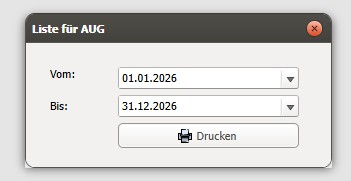 Liste für AUG
Vom: 01.01.2026
Bis: 31.12.2026
Drucken